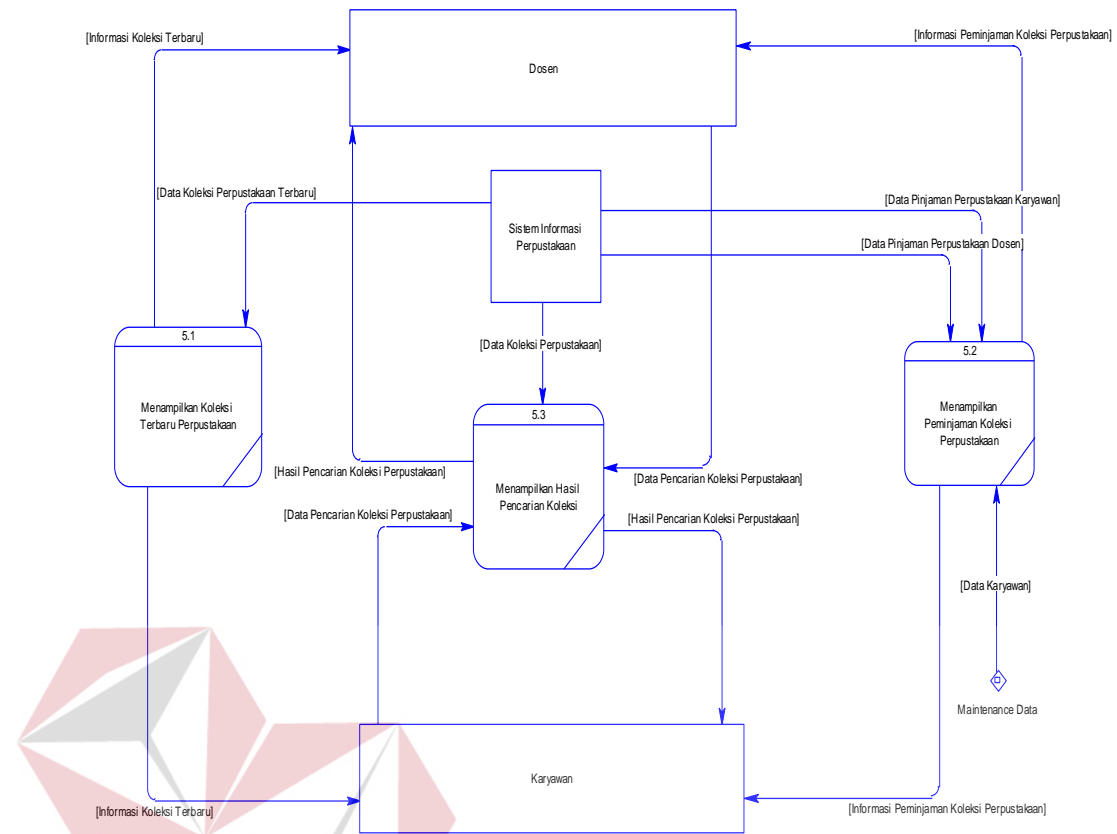 [Informasi Koleksi Terbaru]
[Informasi Peminjaman Koleksi Perpustakaan]
Dosen
[Data Koleksi Perpustakaan Terbaru]
[Data Pinjaman Perpustakaan Karyawan]
Sistem Informasi
Perpustakaan
[Data Pinjaman Perpustakaan Dosen]
5.1
[Data Koleksi Perpustakaan]
5.2
Menampilkan Koleksi
Terbaru Perpustakaan
5.3
Menampilkan
Peminjaman Koleksi
Perpustakaan
[Hasil Pencarian Koleksi Perpustakaan]
[Data Pencarian Koleksi Perpustakaan]
Menampilkan Hasil
Pencarian Koleksi
[Data Pencarian Koleksi Perpustakaan]
[Hasil Pencarian Koleksi Perpustakaan]
[Data Karyawan]
Maintenance Data
Karyawan
[Informasi Koleksi Terbaru]
[Informasi Peminjaman Koleksi Perpustakaan]